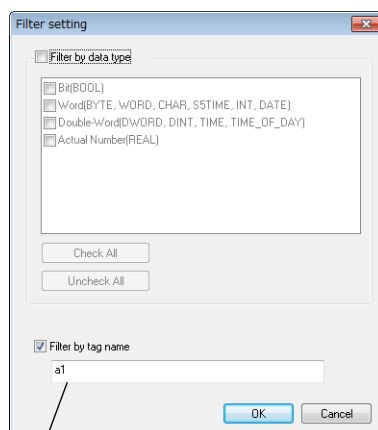 Filter setting
Filter by data type
Bit(BOOL)
Word(BYTE, WORD, CHAR, S5TIME, INT, DATE)
Double-Word(DWORD, DINT, TIME, TIME_OF_DAY)
Actual Number(REAL)
Check All
Uncheck All
Filter by tag name
a1
OK Cancel